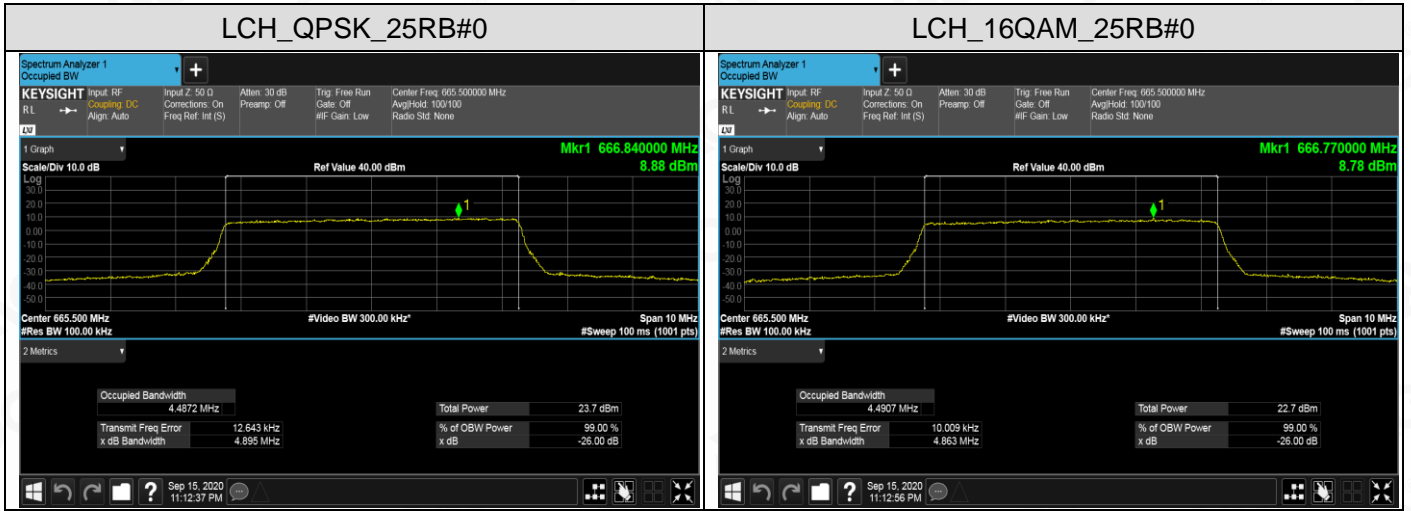 LCH_QPSK_25RB#0
Spectrum Analyzer 1
Occupied BW
KEYSIGHT
RL
LXI
Input: RF
Coupling: DC
Align: Auto
Input Z: 50 Ω
Corrections: On
Freq Ref: Int (S)
Atten: 30 dB
Preamp: Off
Trig: Free Run
Gate: Off
#IF Gain: Low
Center Freq: 665.500000 MHz
Avg|Hold: 100/100
Radio Std: None
1 Graph
Mkr1 666.840000 MHz
Scale/Div 10.0 dB
Ref Value 40.00 dBm
8.88 dBm
Log
30.0
20.0
10.0
0.00
-10.0
-20.0
-30.0
-40.0
-50.0
1
Center 665.500 MHz
#Video BW 300.00 kHz*
Span 10 MHz
#Res BW 100.00 kHz
#Sweep 100 ms (1001 pts)
2 Metrics
Occupied Bandwidth
4.4872 MHz
Total Power 23.7 dBm
Transmit Freq Error 12.643 kHz
% of OBW Power 99.00 %
x dB Bandwidth 4.895 MHz
x dB -26.00 dB
?
Sep 15, 2020
11:12:37 PM
LCH_16QAM_25RB#0
Spectrum Analyzer 1
Occupied BW
KEYSIGHT
RL
LXI
Input: RF
Coupling: DC
Align: Auto
Input Z: 50 Ω
Corrections: On
Freq Ref: Int (S)
Atten: 30 dB
Preamp: Off
Trig: Free Run
Gate: Off
#IF Gain: Low
Center Freq: 665.500000 MHz
Avg|Hold: 100/100
Radio Std: None
1 Graph
Mkr1 666.770000 MHz
Scale/Div 10.0 dB
Ref Value 40.00 dBm
8.78 dBm
Log
30.0
20.0
10.0
0.00
-10.0
-20.0
-30.0
-40.0
-50.0
1
Center 665.500 MHz
#Video BW 300.00 kHz*
Span 10 MHz
#Res BW 100.00 kHz
#Sweep 100 ms (1001 pts)
2 Metrics
Occupied Bandwidth
4.4907 MHz
Total Power 22.7 dBm
Transmit Freq Error 10.009 kHz
% of OBW Power 99.00 %
x dB Bandwidth 4.863 MHz
x dB -26.00 dB
?
Sep 15, 2020
11:12:56 PM